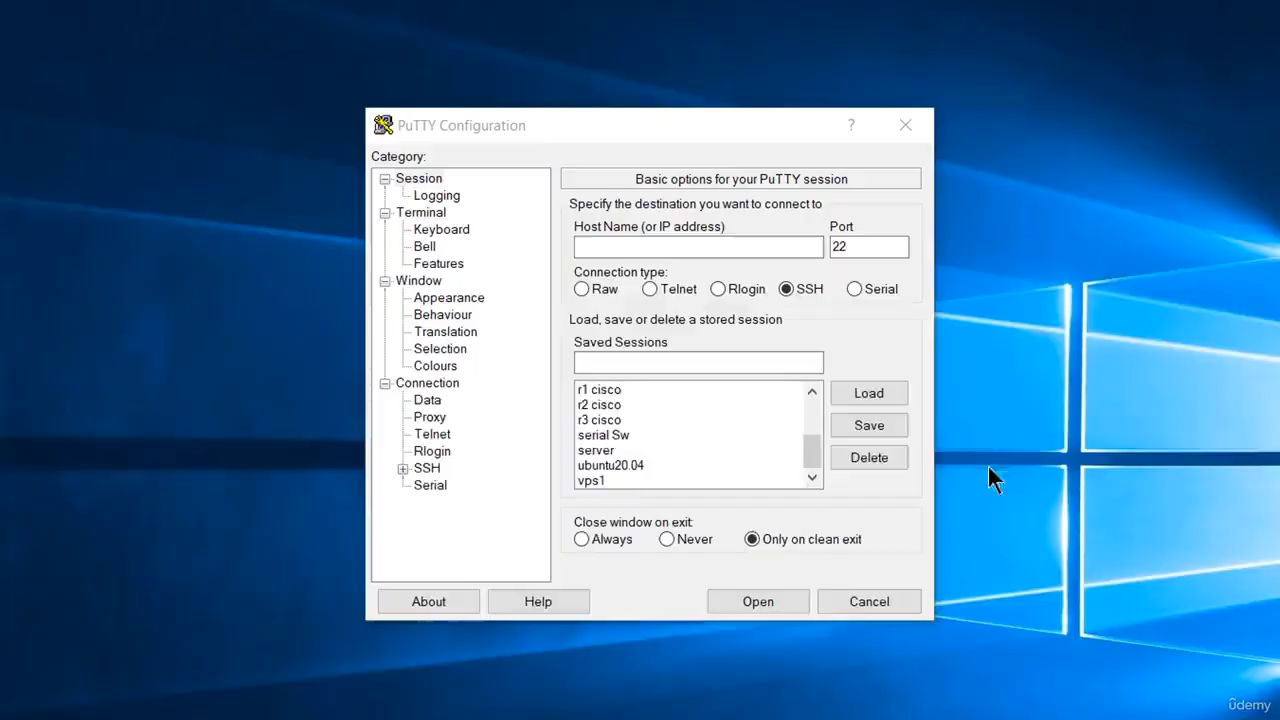 PuTTY Configuration
?
Category:
Session
Logging
Terminal
Keyboard
Bell
Features
Window
Appearance
Behaviour
Translation
Selection
Colours
Connection
Data
Proxy
Telnet
Rlogin
SSH
Serial
Basic options for your PuTTY session
Specify the destination you want to connect to
Host Name (or IP address) Port
22
Connection type:
Raw Telnet Rlogin SSH Serial
Load, save or delete a stored session
Saved Sessions
r1 cisco
r2 cisco
r3 cisco
serial Sw
server
ubuntu20.04
vps1
Load
Save
Delete
Close window on exit:
Always Never Only on clean exit
About Help Open Cancel
udemy